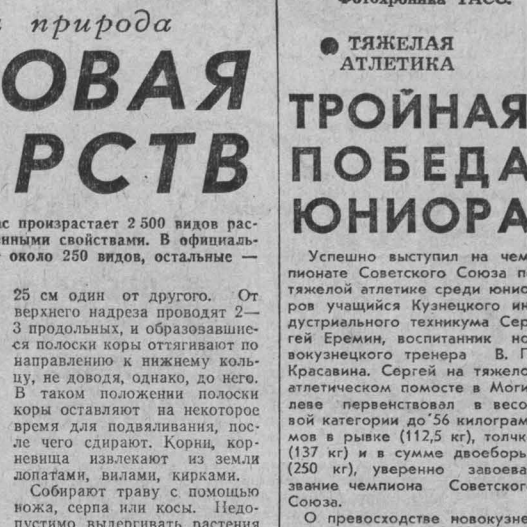 природа
ОВАЯ
РСТВ
произрастает 2 500 видов рас-
нными свойствами. В официаль-
около 250 видов, остальные —
25 см один от другого. От
верхнего надреза проводят 2—
3 продольных, и образовавшие-
ся полоски коры оттягивают по
направлению к нижнему коль-
цу, не доводя, однако, до него.
В таком положении полоски
коры оставляют на некоторое
время для подвяливания, пос-
ле чего сдирают. Корни, кор-
невища извлекают из земли
лопатами, вилами, кирками.
Собирают траву с помощью
ножа, серпа или косы. Недо-
пустимо выдергивать растения
Фотохроника ТАСС.
● ТЯЖЕЛАЯ
АТЛЕТИКА
ТРОЙНАЯ
ПОБЕДА
ЮНИОРА
Успешно выступил на чем
пионате Советского Союза п
тяжелой атлетике среди юнио
ров учащийся Кузнецкого ин
дустриального техникума Сер
гей Еремин, воспитанник но
вокузнецкого тренера В. Г
Красавина. Сергей на тяжело
атлетическом помосте в Моги
леве первенствовал в весо
вой категории до 56 килограм
мов в рывке (112,5 кг), толчк
(137 кг) и в сумме двоеборь
(250 кг), уверенно завоева
звание чемпиона Советског
Союза.
О превосходстве новокузне